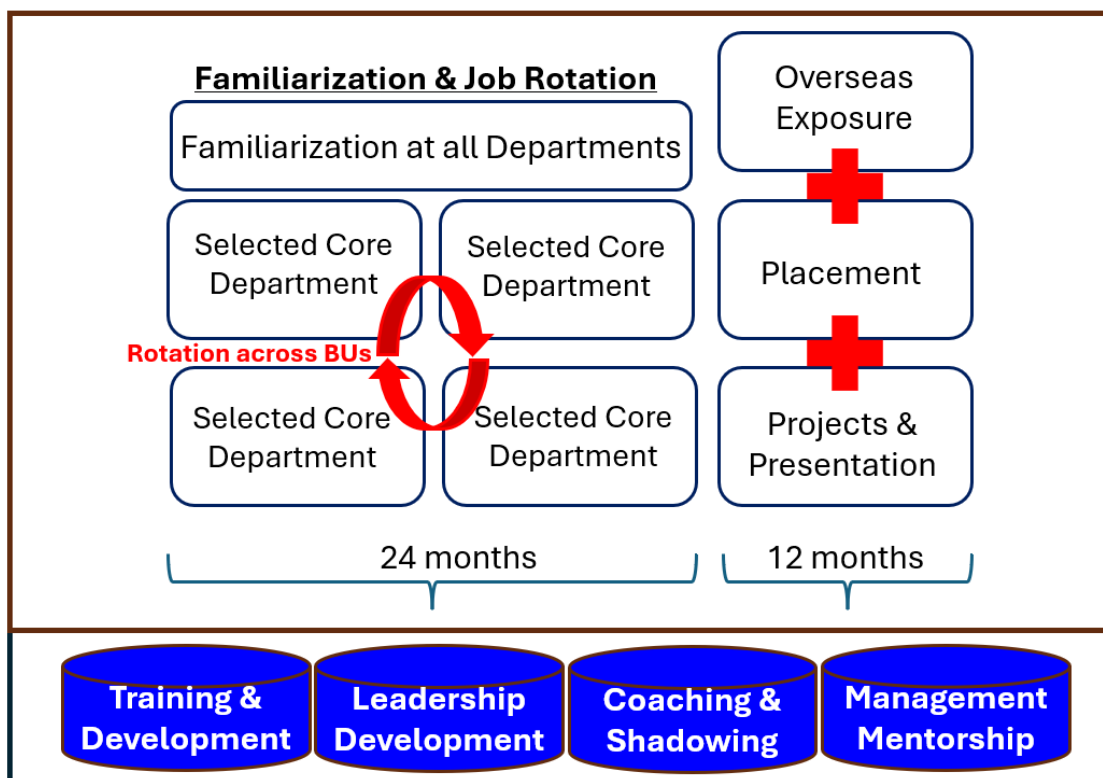 Familiarization & Job Rotation
Familiarization at all Departments
Selected Core
Department
Selected Core
Department
Rotation across BUs
Selected Core
Department
Selected Core
Department
24 months
Overseas
Exposure
Placement
Projects &
Presentation
12 months
Training &
Development
Leadership
Development
Coaching &
Shadowing
Management
Mentorship